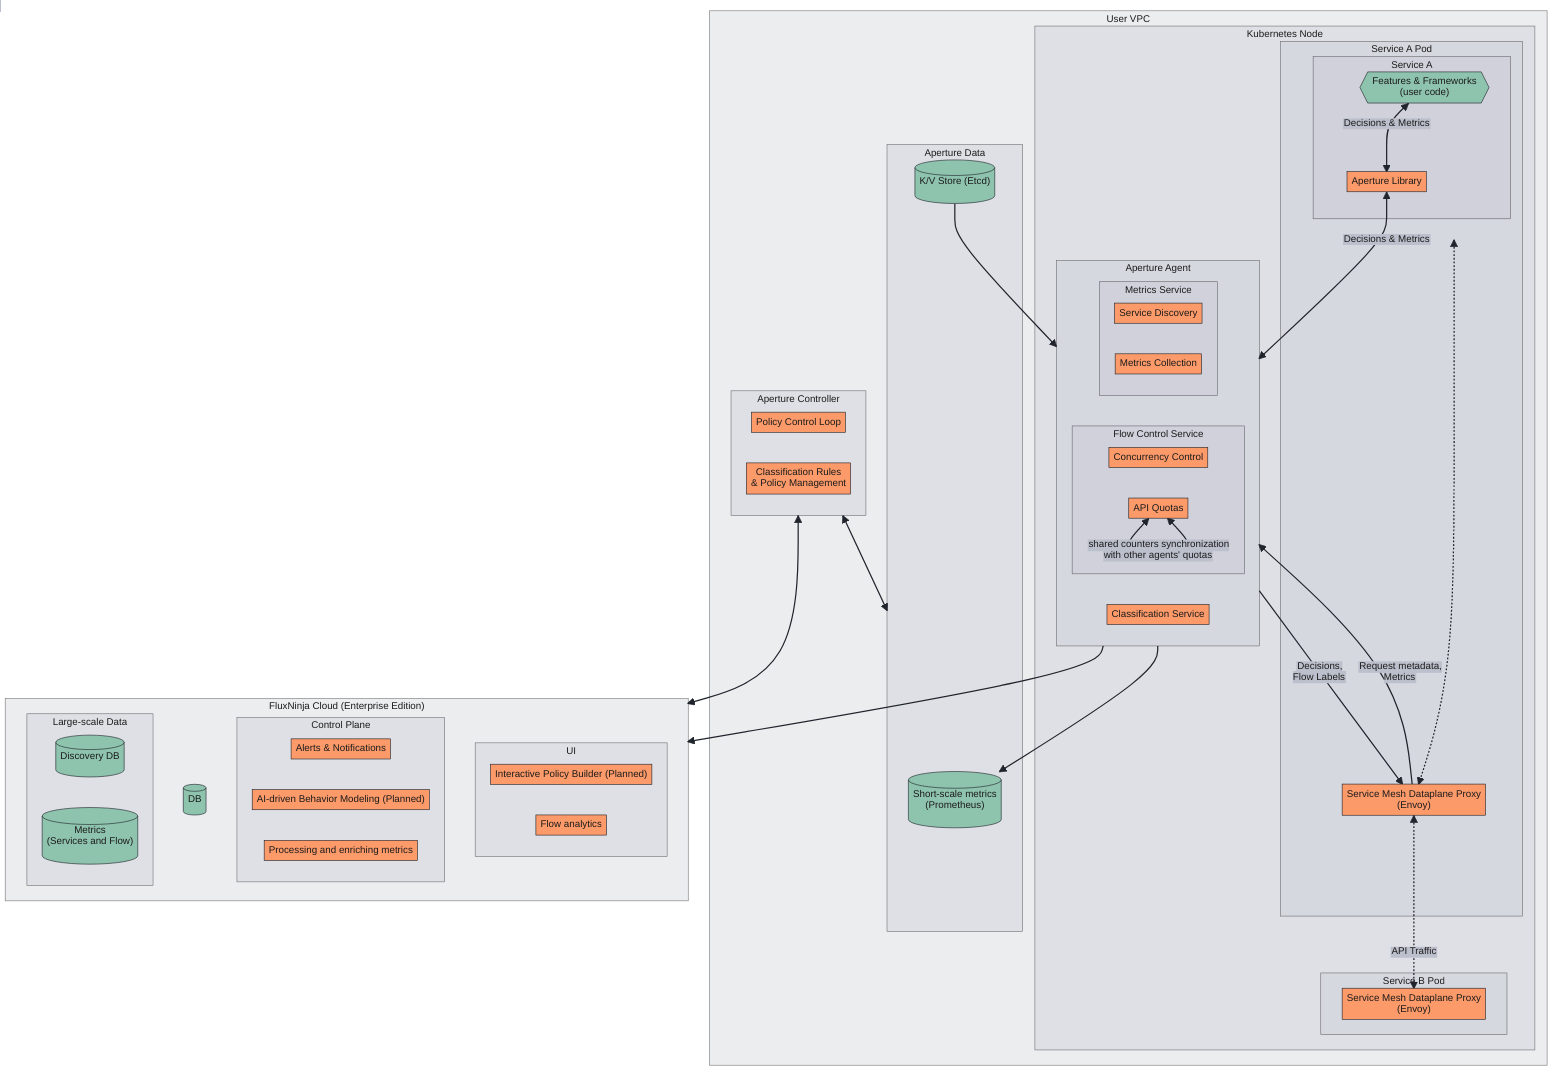 User VPC
Kubernetes Node
Service A Pod
Service A
Features & Frameworks
(user code)
Decisions & Metrics
Aperture Library
Decisions & Metrics
Aperture Data
K/V Store (Etcd)
Aperture Agent
Metrics Service
Service Discovery
Metrics Collection
Flow Control Service
Concurrency Control
API Quotas
shared counters synchronization
with other agents' quotas
Classification Service
Aperture Controller
Policy Control Loop
Classification Rules
& Policy Management
Decisions,
Flow Labels
Request metadata,
Metrics
FluxNinja Cloud (Enterprise Edition)
Large-scale Data
Discovery DB
Metrics
(Services and Flow)
DB
Control Plane
Alerts & Notifications
AI-driven Behavior Modeling (Planned)
Processing and enriching metrics
UI
Interactive Policy Builder (Planned)
Flow analytics
Short-scale metrics
(Prometheus)
Service Mesh Dataplane Proxy
(Envoy)
API Traffic
Service B Pod
Service Mesh Dataplane Proxy
(Envoy)